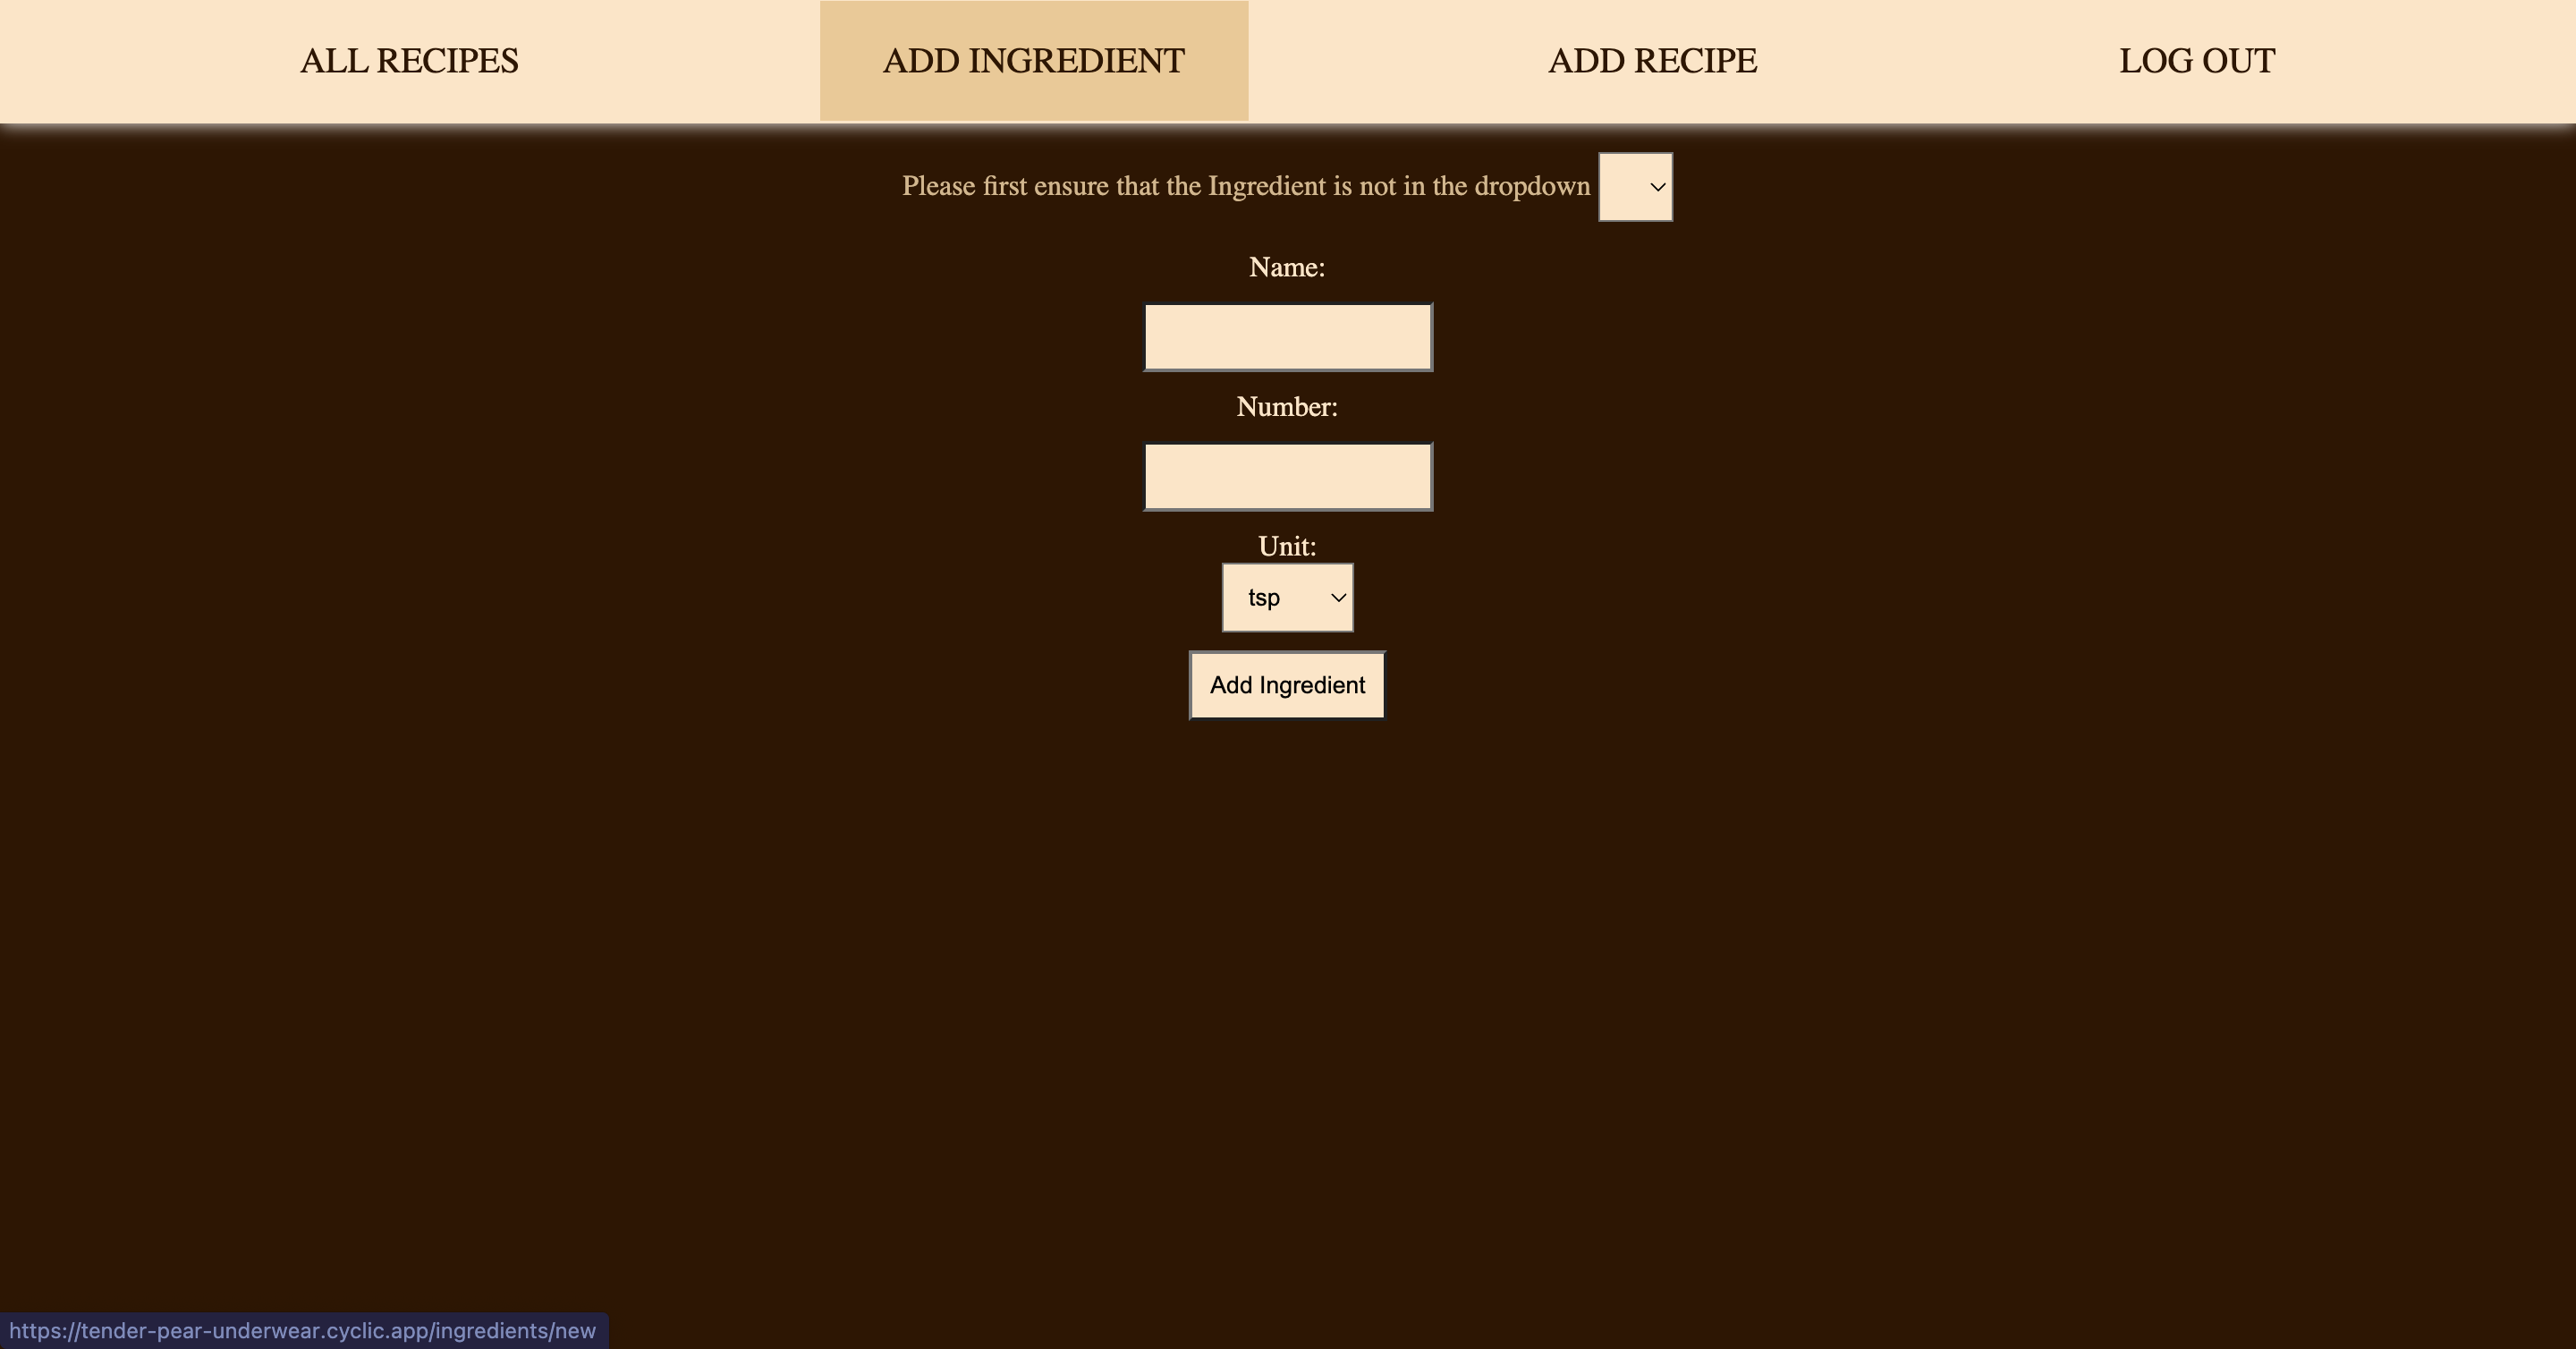 ALL RECIPES ADD INGREDIENT ADD RECIPE LOG OUT
Please first ensure that the Ingredient is not in the dropdown
Name:
Number:
Unit:
tsp
Add Ingredient
https://tender-pear-underwear.cyclic.app/ingredients/new